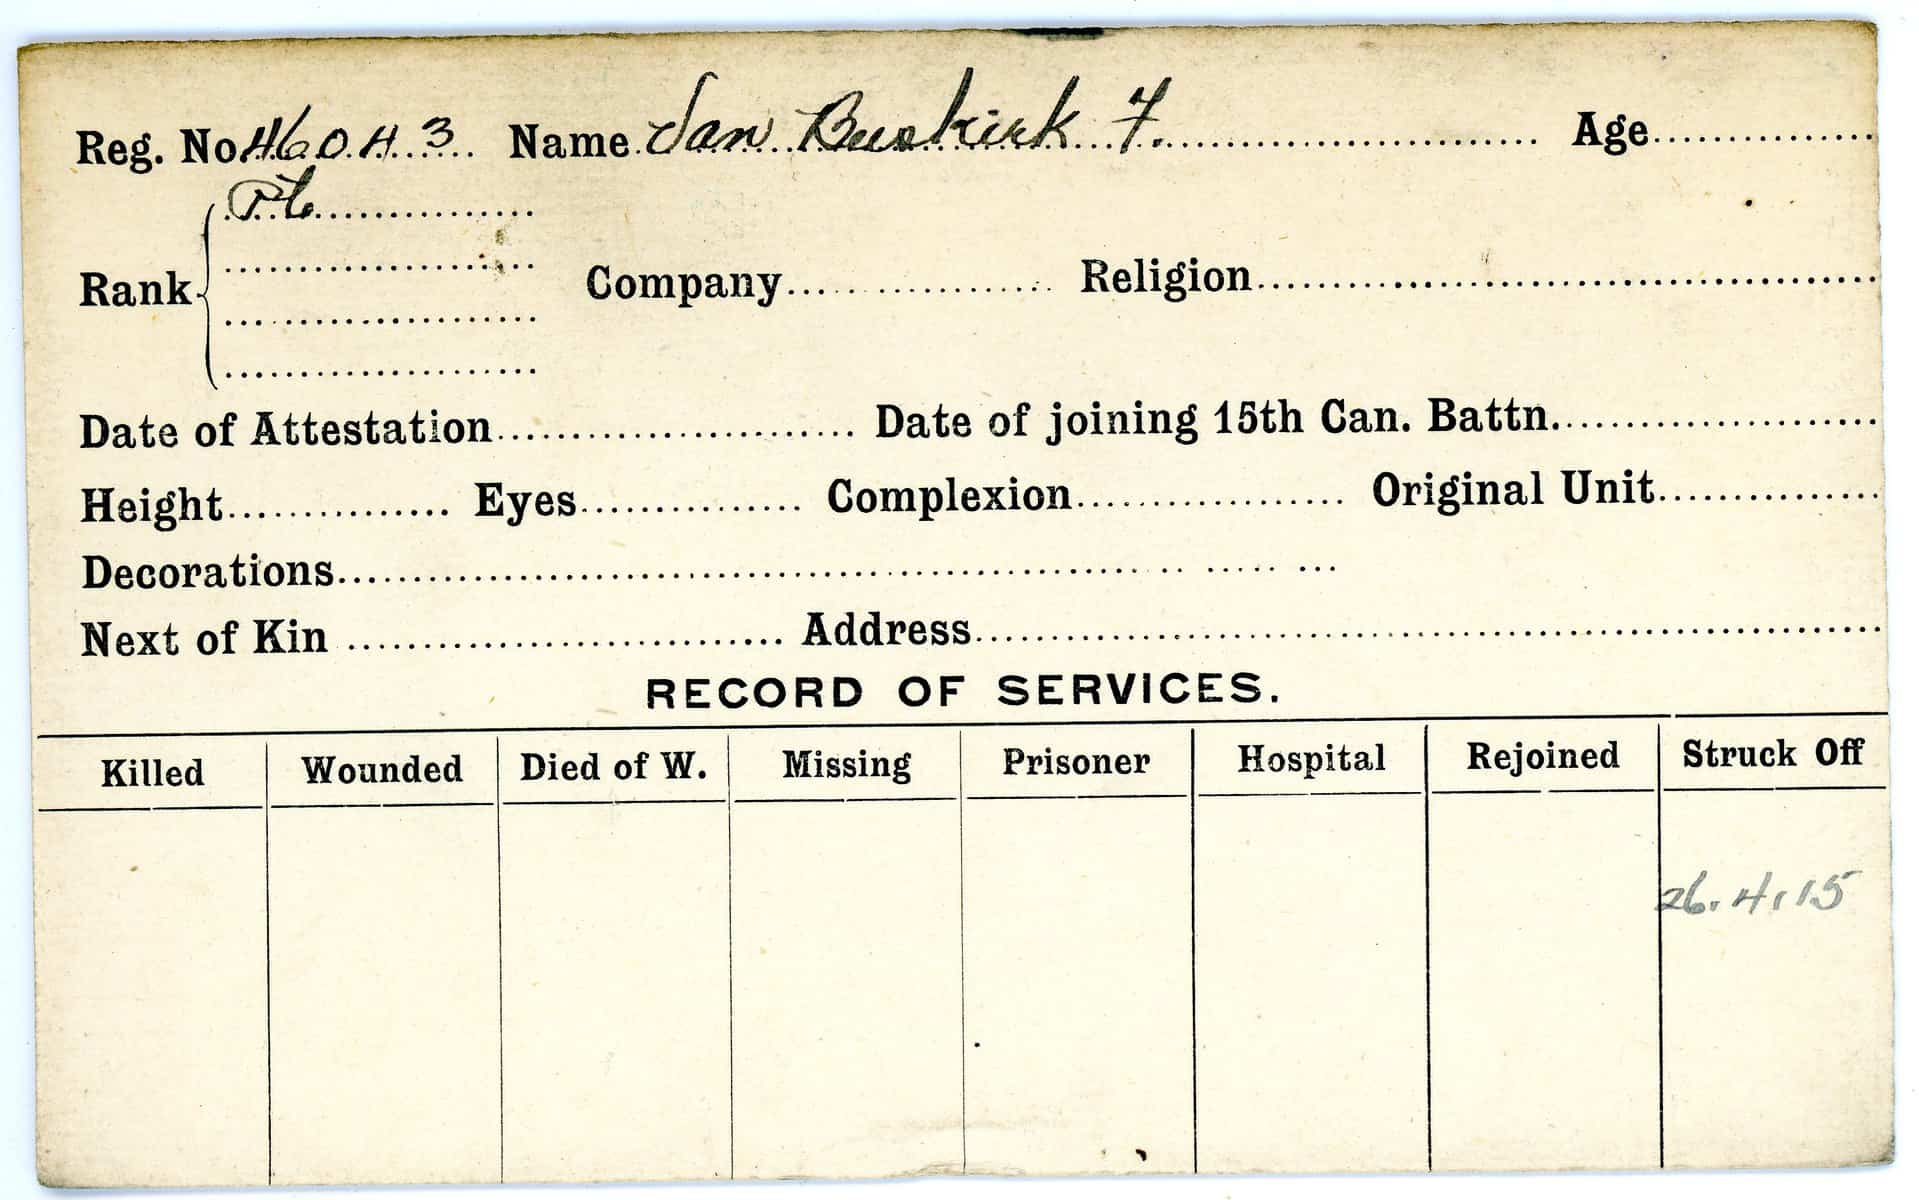 Reg. No 46043 Name Van Buskirk F. Age
Pte
Rank Company Religion
Date of Attestation Date of joining 15th Can. Battn.
Height Eyes Complexion Original Unit
Decorations
Next of Kin Address
RECORD OF SERVICES.
Killed Wounded Died of W. Missing Prisoner Hospital Rejoined Struck Off
26.4.15